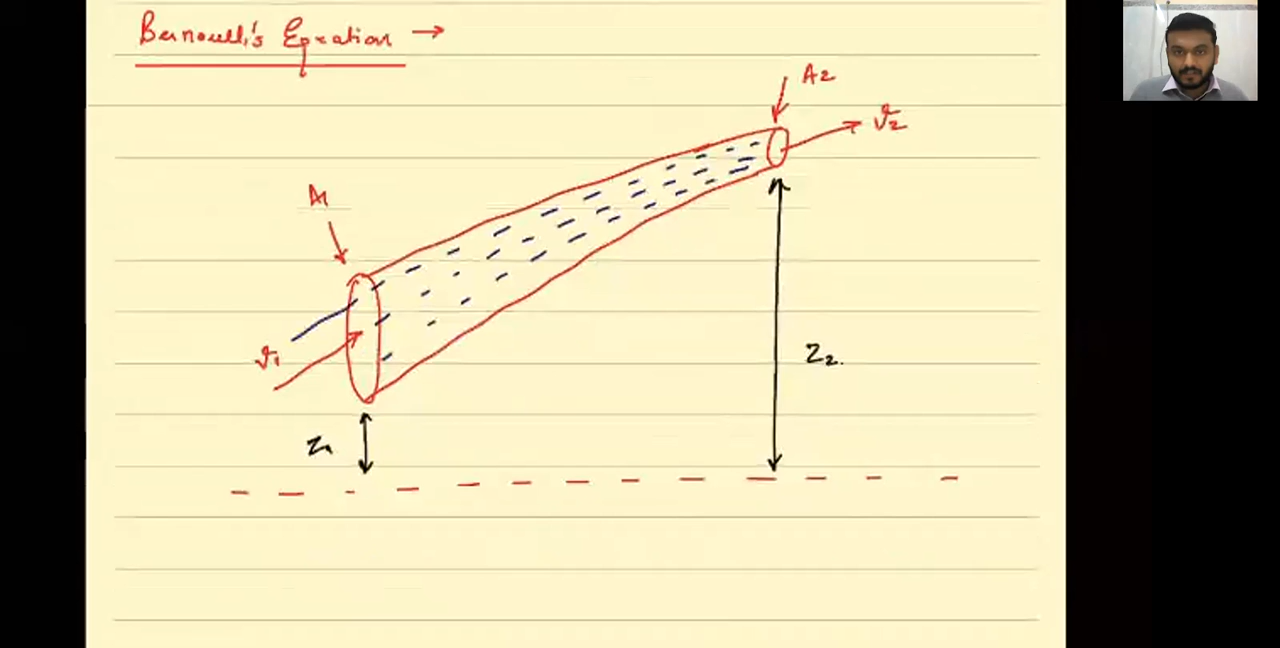 Bernoulli's Equation →
A2
v2
A1
v1
Z2.
Z1